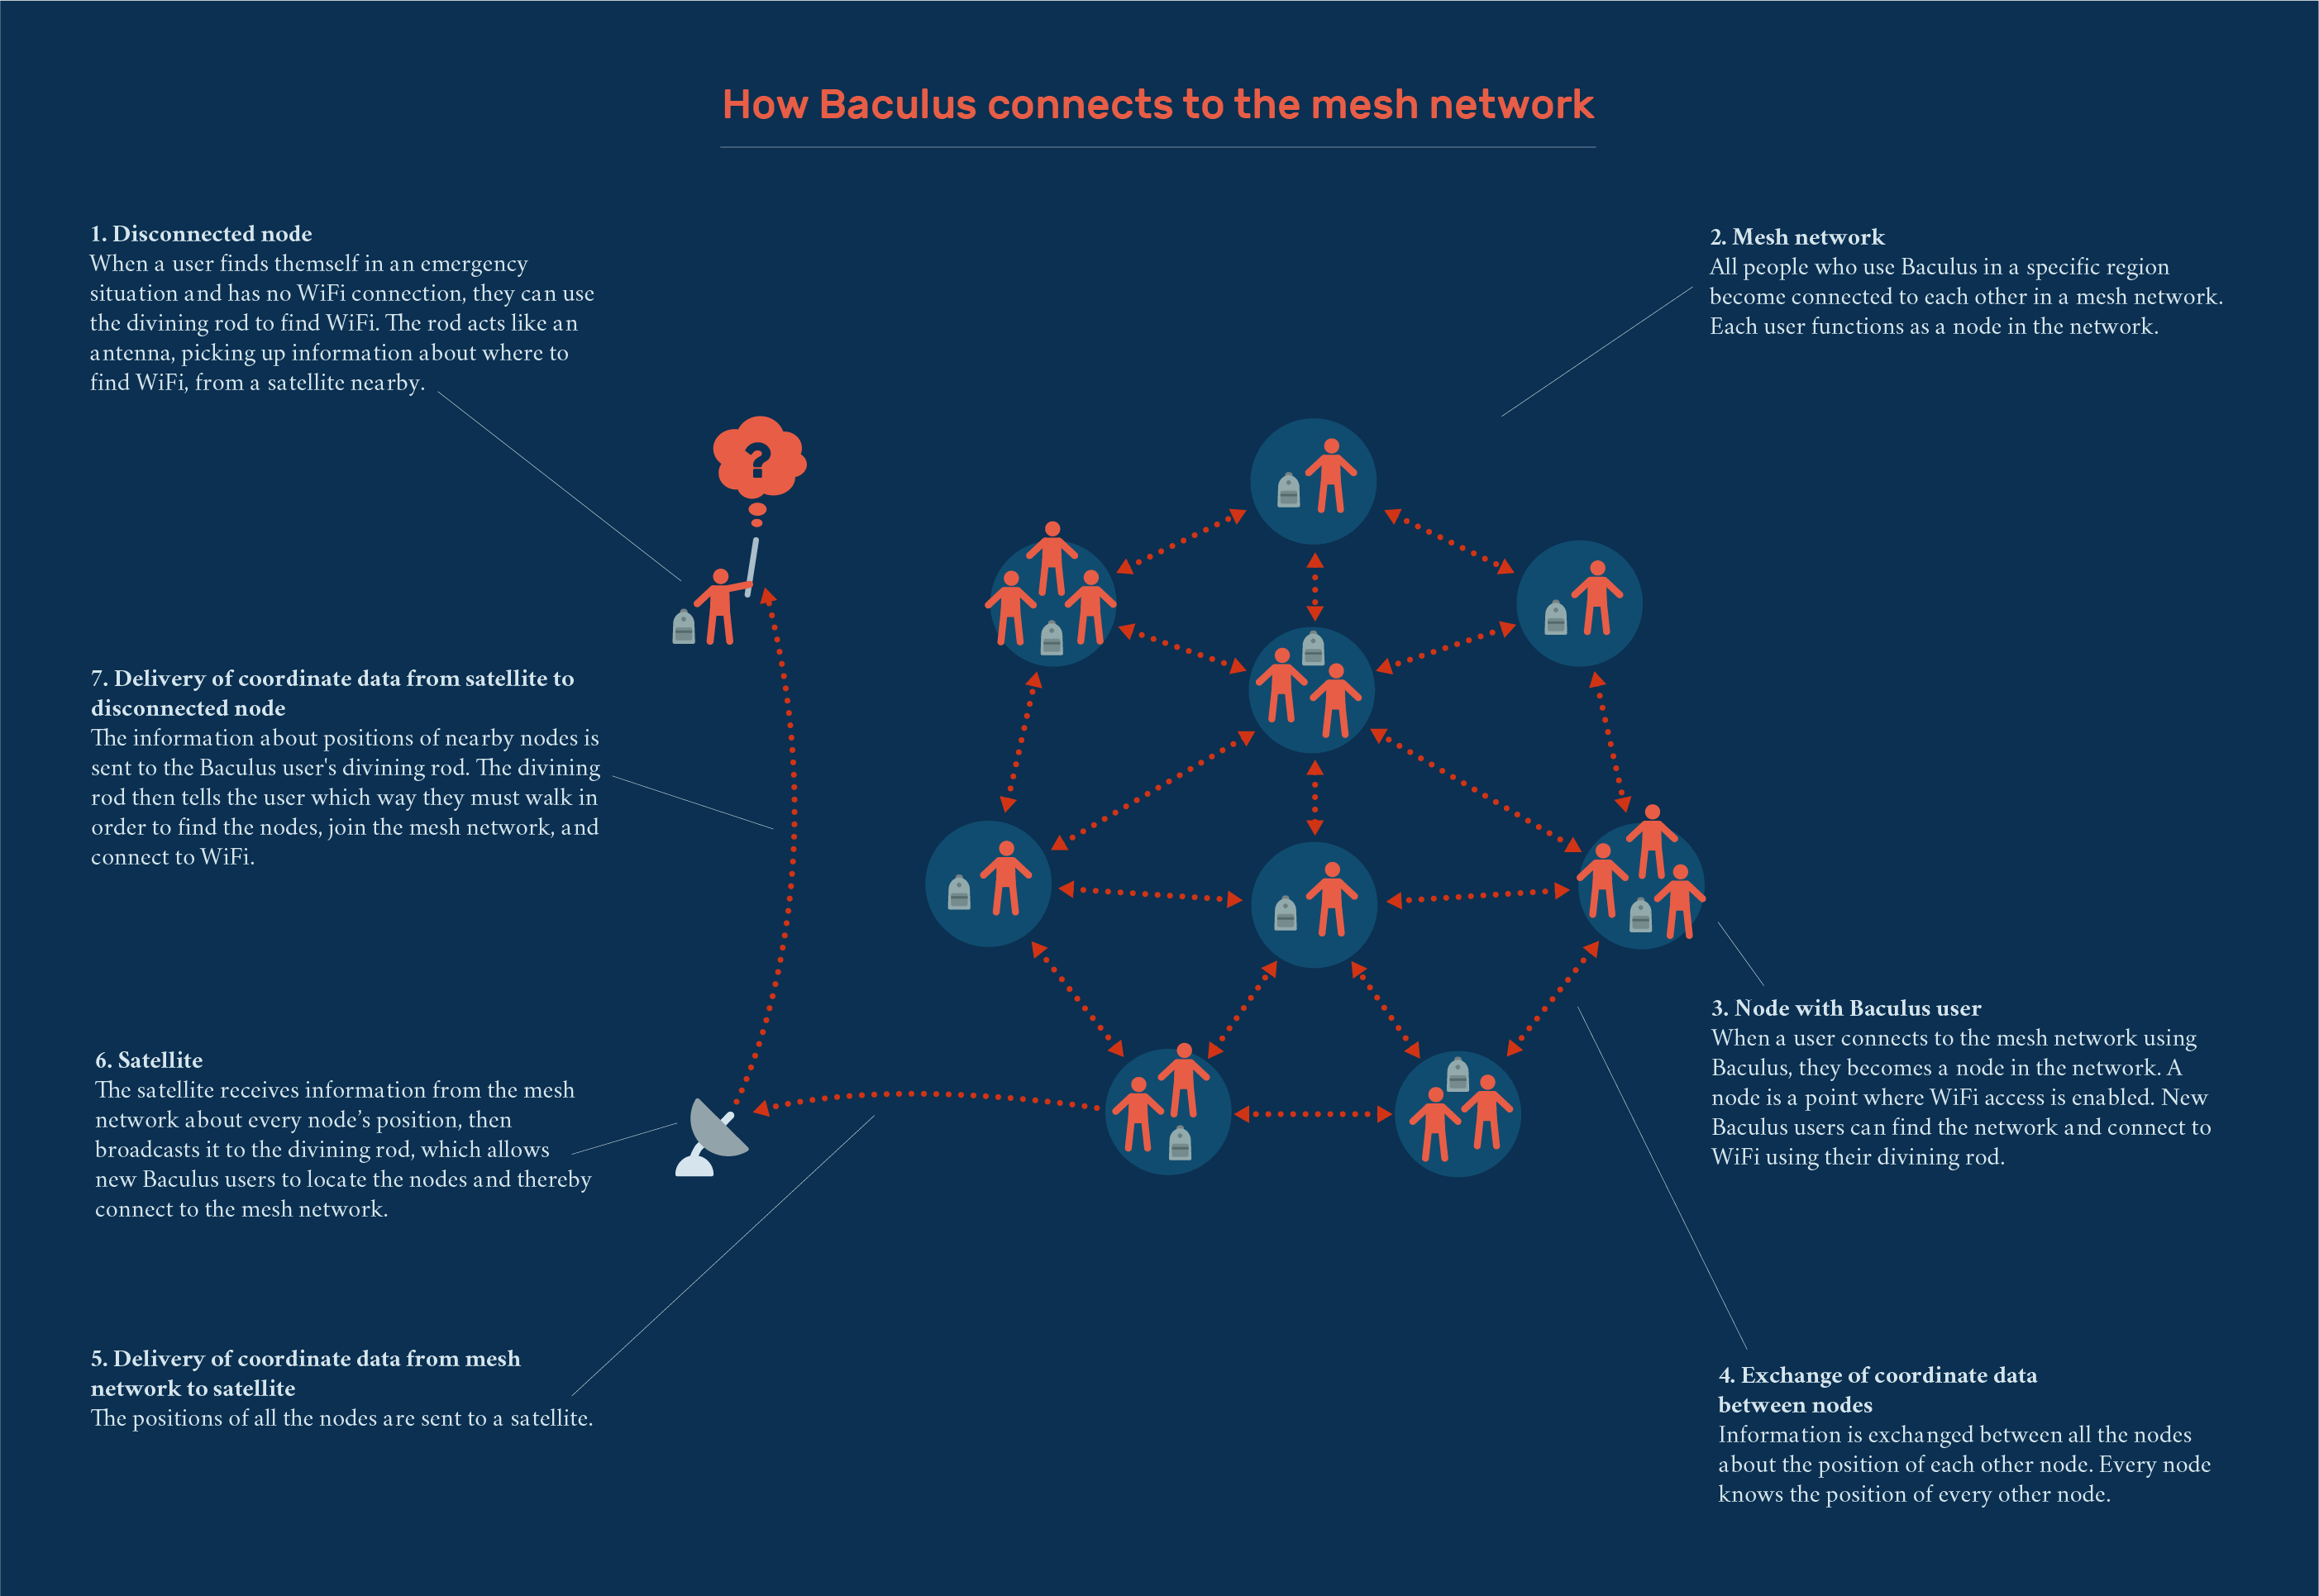 How Baculus connects to the mesh network
1. Disconnected node
When a user finds themself in an emergency
situation and has no WiFi connection, they can use
the divining rod to find WiFi. The rod acts like an
antenna, picking up information about where to
find WiFi, from a satellite nearby.
2. Mesh network
All people who use Baculus in a specific region
become connected to each other in a mesh network.
Each user functions as a node in the network.
?
7. Delivery of coordinate data from satellite to
disconnected node
The information about positions of nearby nodes is
sent to the Baculus user's divining rod. The divining
rod then tells the user which way they must walk in
order to find the nodes, join the mesh network, and
connect to WiFi.
3. Node with Baculus user
When a user connects to the mesh network using
Baculus, they becomes a node in the network. A
node is a point where WiFi access is enabled. New
Baculus users can find the network and connect to
WiFi using their divining rod.
6. Satellite
The satellite receives information from the mesh
network about every node’s position, then
broadcasts it to the divining rod, which allows
new Baculus users to locate the nodes and thereby
connect to the mesh network.
5. Delivery of coordinate data from mesh
network to satellite
The positions of all the nodes are sent to a satellite.
4. Exchange of coordinate data
between nodes
Information is exchanged between all the nodes
about the position of each other node. Every node
knows the position of every other node.